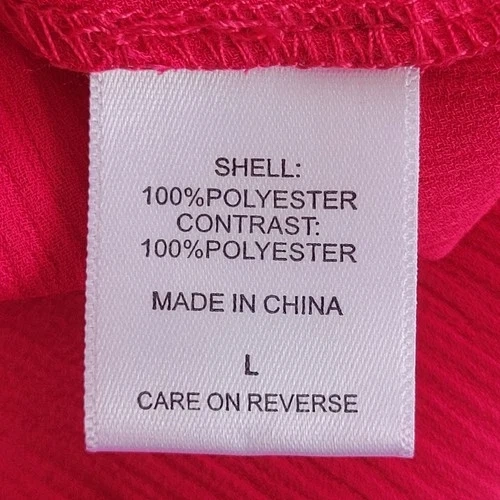 SHELL:
100%POLYESTER
CONTRAST:
100%POLYESTER
MADE IN CHINA
L
CARE ON REVERSE